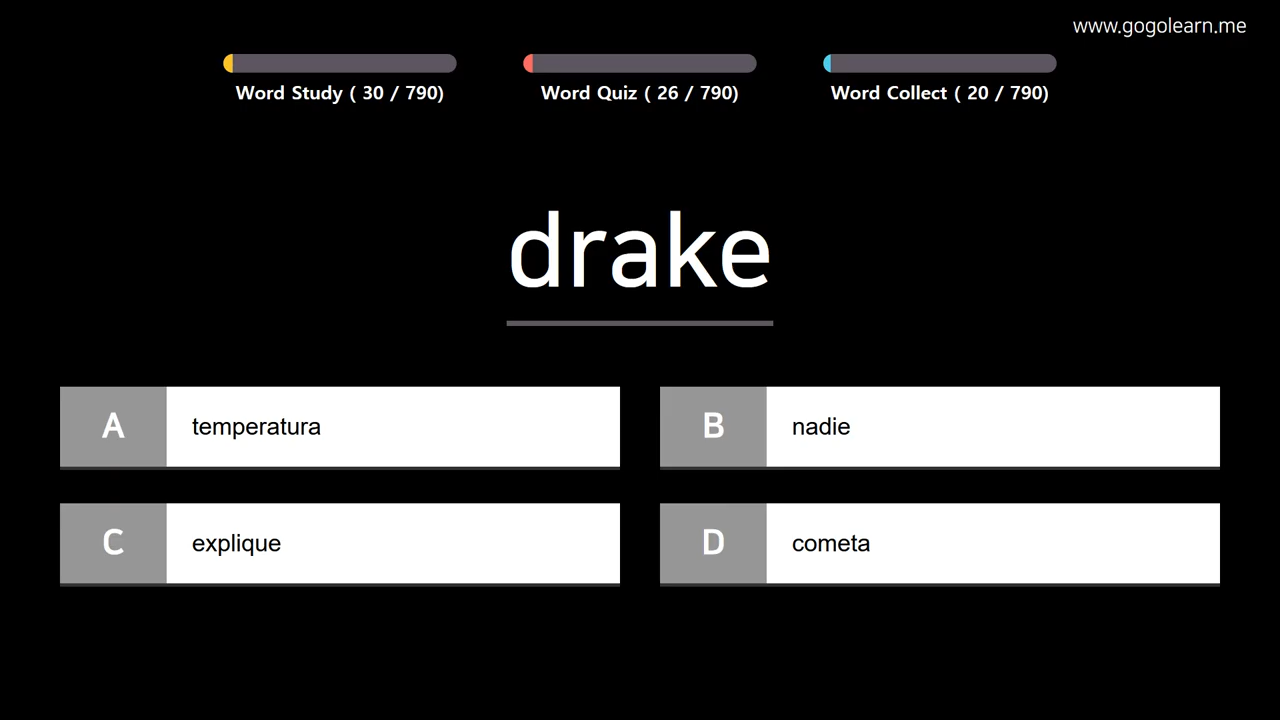 www.gogolearn.me
Word Study ( 30 / 790)
Word Quiz ( 26 / 790)
Word Collect ( 20 / 790)
drake
A temperatura
B nadie
C explique
D cometa